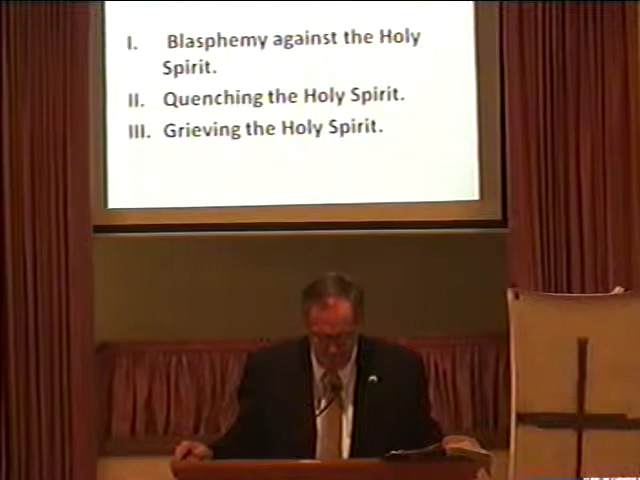 I. Blasphemy against the Holy
Spirit.
II. Quenching the Holy Spirit.
III. Grieving the Holy Spirit.